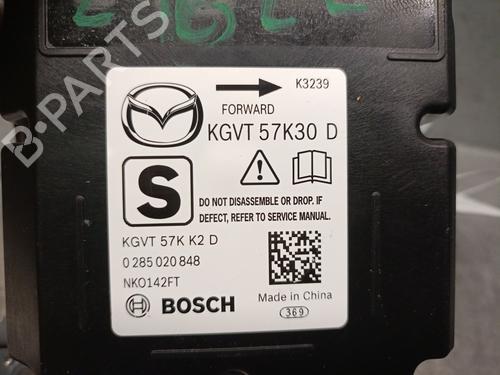 B-PARTS
K3239
FORWARD
KGVT 57K30 D
S
DO NOT DISASSEMBLE OR DROP. IF
DEFECT, REFER TO SERVICE MANUAL.
KGVT 57K K2 D
0 285 020 848
NKO142FT
BOSCH
Made in China
369